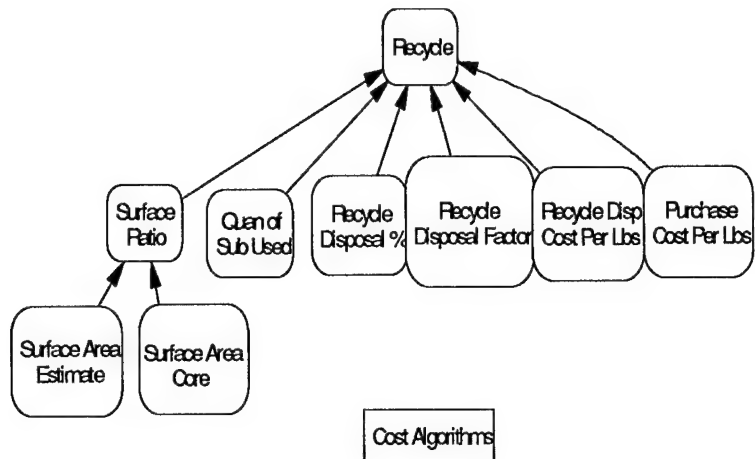 Recycle
Surface
Ratio
Quan of
Sub Used
Recycle
Disposal %
Recycle
Disposal Factor
Recycle Disp
Cost Per Lbs
Purchase
Cost Per Lbs
Surface Area
Estimate
Surface Area
Core
Cost Algorithms